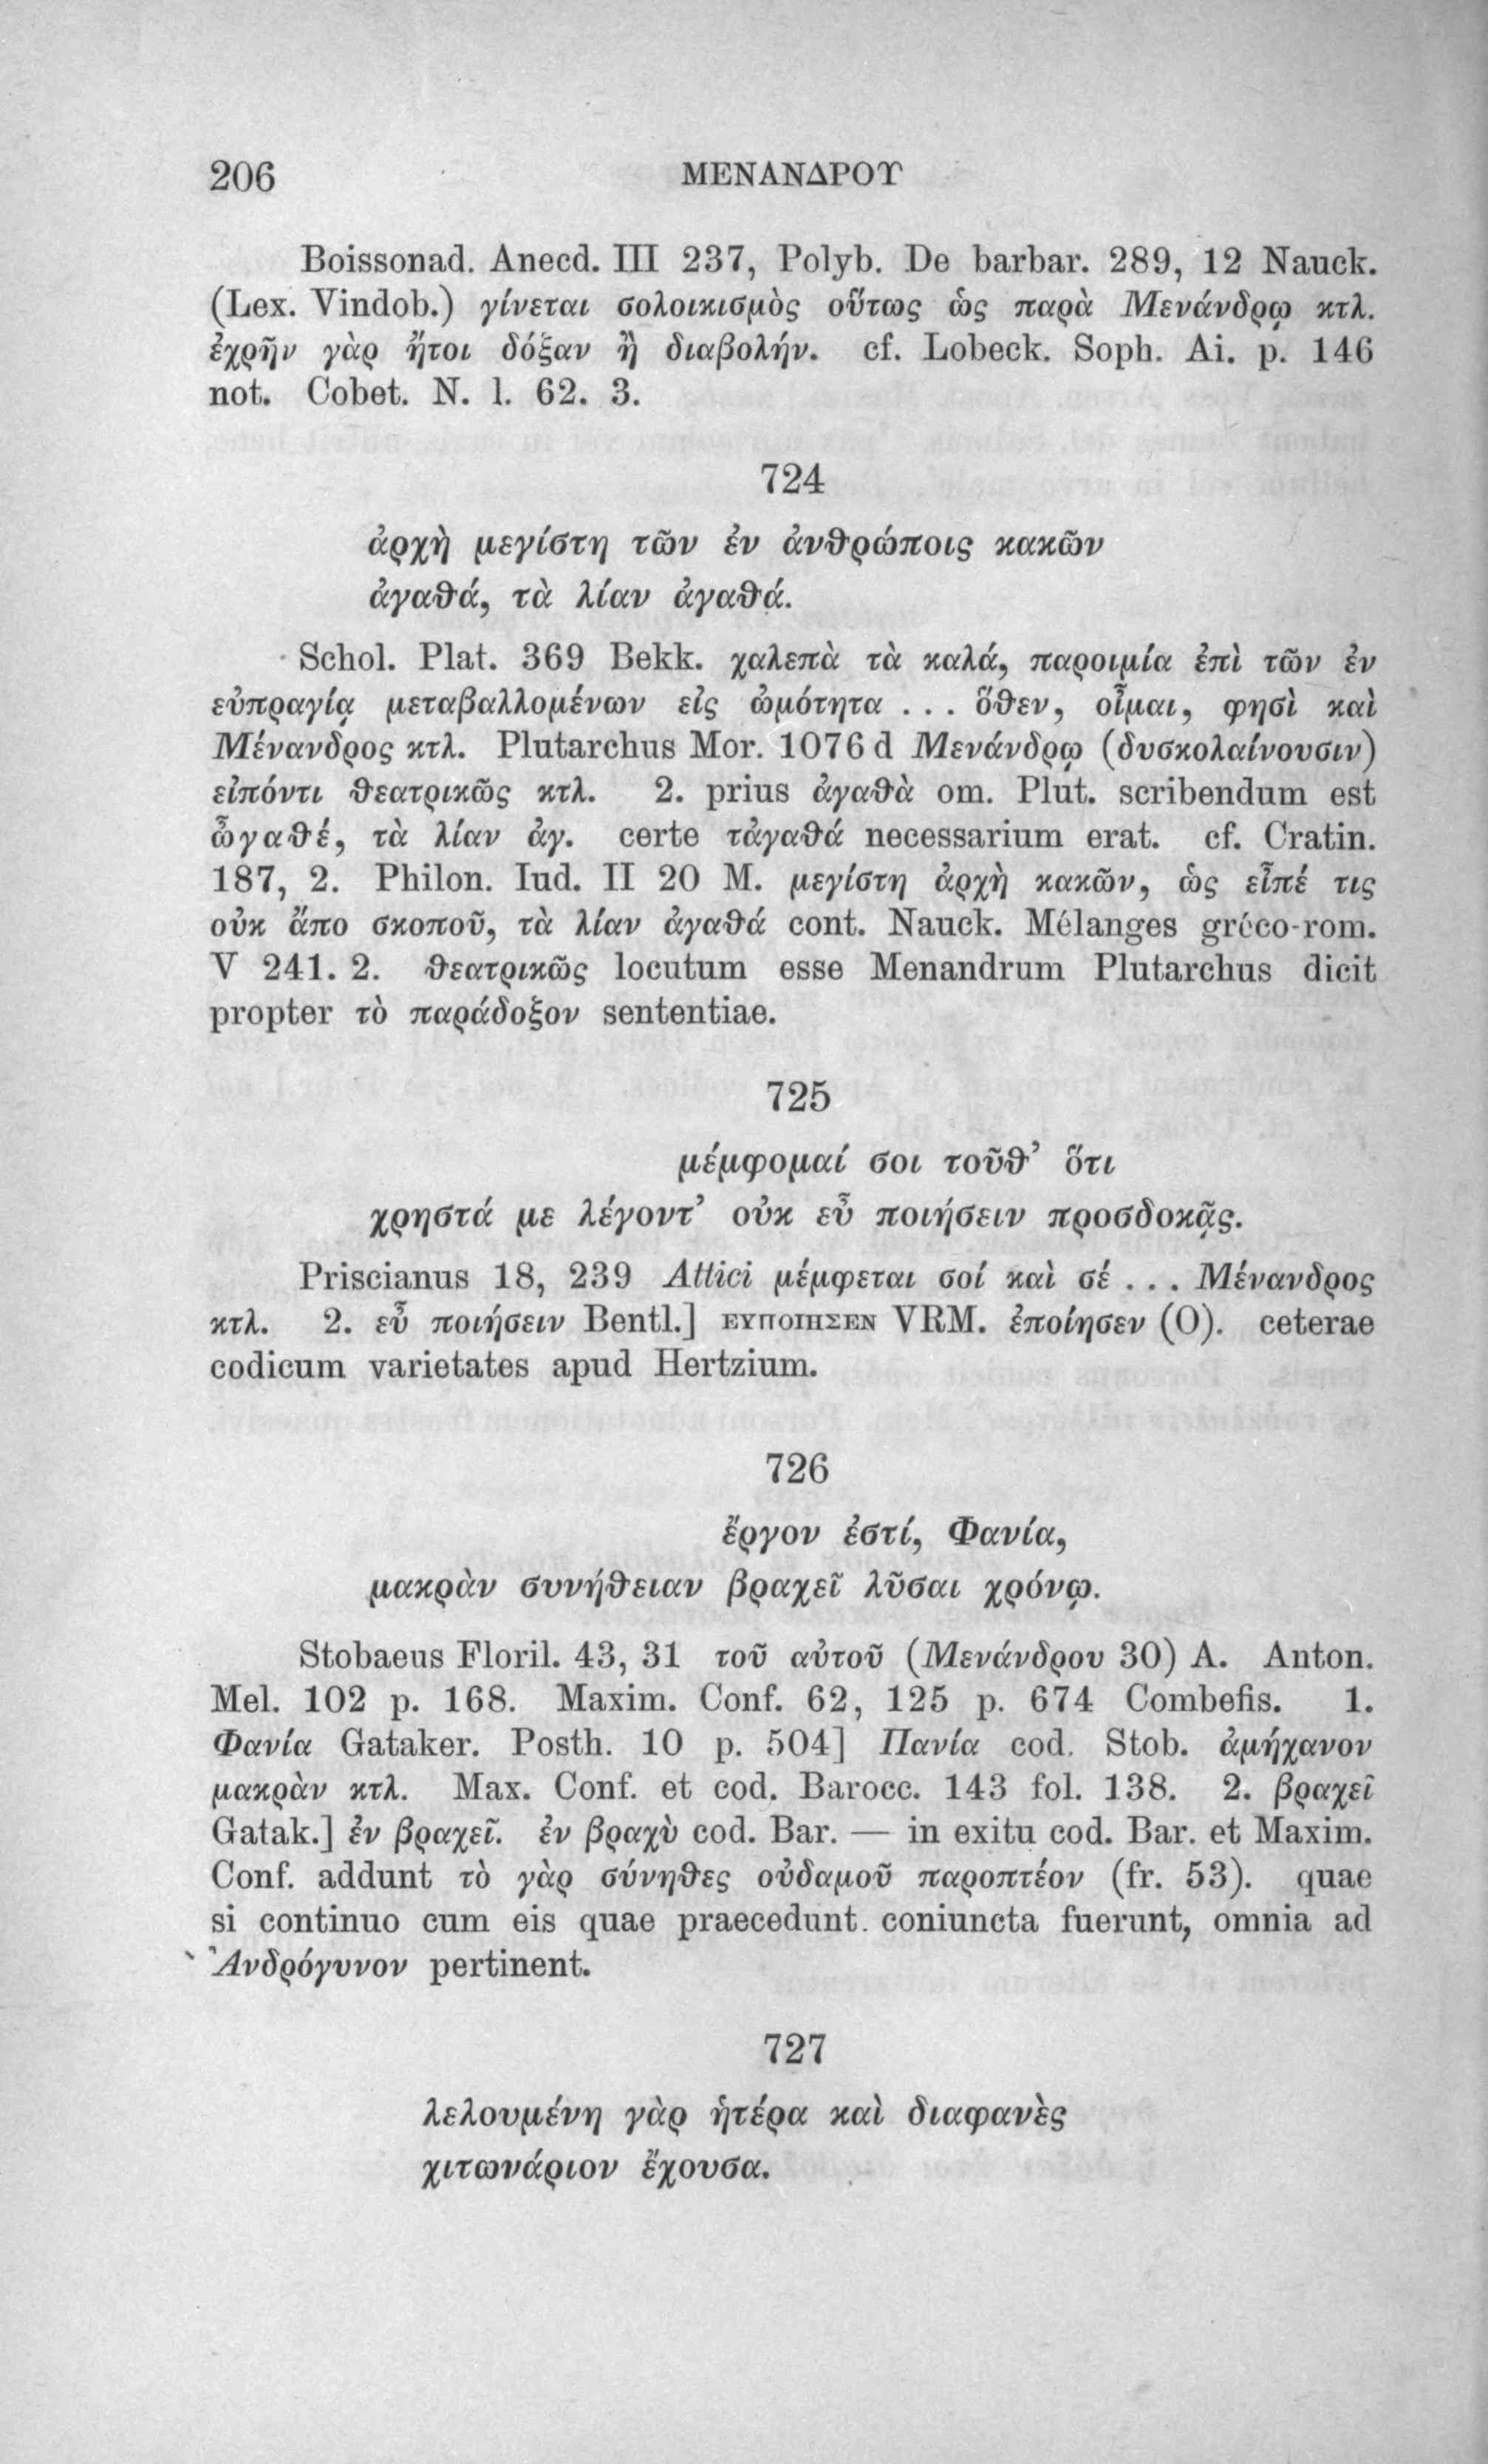 206 ΜΕΝΑΝΔΡΟΥ
Boissonad. Anecd. III 237, Polyb. De barbar. 289, 12 Nauck.
(Lex. Vindob.) γίνεται σολοικισμὸς οὕτως ὡς παρὰ Μενάνδρῳ κτλ.
ἐχρῆν γὰρ ἤτοι δόξαν ἢ διαβολήν. cf. Lobeck. Soph. Ai. p. 146
not. Cobet. N. l. 62. 3.
724
ἀρχὴ μεγίστη τῶν ἐν ἀνθρώποις κακῶν
ἀγαθά, τὰ λίαν ἀγαθά.
Schol. Plat. 369 Bekk. χαλεπὰ τὰ καλά, παροιμία ἐπὶ τῶν ἐν
εὐπραγίᾳ μεταβαλλομένων εἰς ὠμότητα ... ὅθεν, οἶμαι, φησὶ καὶ
Μένανδρος κτλ. Plutarchus Mor. 1076 d Μενάνδρῳ (δυσκολαίνουσιν)
εἰπόντι θεατρικῶς κτλ. 2. prius ἀγαθὰ om. Plut. scribendum est
ὦγαθέ, τὰ λίαν ἀγ. certe τἀγαθά necessarium erat. cf. Cratin.
187, 2. Philon. Iud. II 20 M. μεγίστη ἀρχὴ κακῶν, ὡς εἶπέ τις
οὐκ ἄπο σκοποῦ, τὰ λίαν ἀγαθά cont. Nauck. Mélanges gréco-rom.
V 241. 2. θεατρικῶς locutum esse Menandrum Plutarchus dicit
propter τὸ παράδοξον sententiae.
725
μέμφομαί σοι τοῦθ’ ὅτι
χρηστά με λέγοντ’ οὐκ εὖ ποιήσειν προσδοκᾷς.
Priscianus 18, 239 Attici μέμφεται σοί καὶ σέ ... Μένανδρος
κτλ. 2. εὖ ποιήσειν Bentl.] ΕΥΠΟΙΗΣΕΝ VRM. ἐποίησεν (O). ceterae
codicum varietates apud Hertzium.
726
ἔργον ἐστί, Φανία,
μακρὰν συνήθειαν βραχεῖ λῦσαι χρόνῳ.
Stobaeus Floril. 43, 31 τοῦ αὐτοῦ (Μενάνδρου 30) A. Anton.
Mel. 102 p. 168. Maxim. Conf. 62, 125 p. 674 Combefis. 1.
Φανία Gataker. Posth. 10 p. 504] Πανία cod. Stob. ἀμήχανον
μακρὰν κτλ. Max. Conf. et cod. Barocc. 143 fol. 138. 2. βραχεῖ
Gatak.] ἐν βραχεῖ. ἐν βραχὺ cod. Bar. — in exitu cod. Bar. et Maxim.
Conf. addunt τὸ γὰρ σύνηθες οὐδαμοῦ παροπτέον (fr. 53). quae
si continuo cum eis quae praecedunt coniuncta fuerunt, omnia ad
Ἀνδρόγυνον pertinent.
727
λελουμένη γὰρ ἡτέρα καὶ διαφανὲς
χιτωνάριον ἔχουσα.